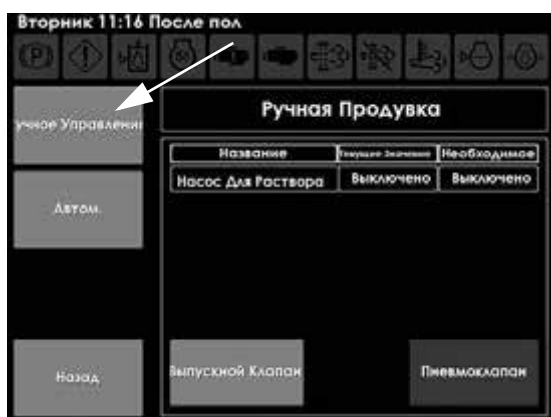 Вторник 11:16 После пол
(P)
учное Управлени
Ручная Продувка
Название Текущее Значение Необходимое
Насос Для Раствора Выключено Выключено
Автом.
Назад
Выпускной Клапан
Пневмоклапан